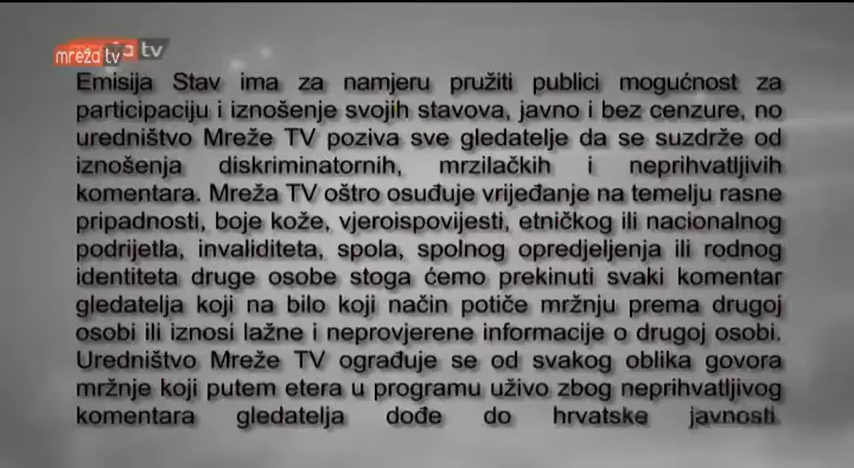 mreža tv
Emisija Stav ima za namjeru pružiti publici mogućnost za
participaciju i iznošenje svojih stavova, javno i bez cenzure, no
uredništvo Mreže TV poziva sve gledatelje da se suzdrže od
iznošenja diskriminatornih, mrzilačkih i neprihvatljivih
komentara. Mreža TV oštro osuđuje vrijeđanje na temelju rasne
pripadnosti, boje kože, vjeroispovijesti, etničkog ili nacionalnog
podrijetla, invaliditeta, spola, spolnog opredjeljenja ili rodnog
identiteta druge osobe stoga ćemo prekinuti svaki komentar
gledatelja koji na bilo koji način potiče mržnju prema drugoj
osobi ili iznosi lažne i neprovjerene informacije o drugoj osobi.
Uredništvo Mreže TV ograđuje se od svakog oblika govora
mržnje koji putem etera u programu uživo zbog neprihvatljivog
komentara gledatelja dođe do hrvatske javnosti.